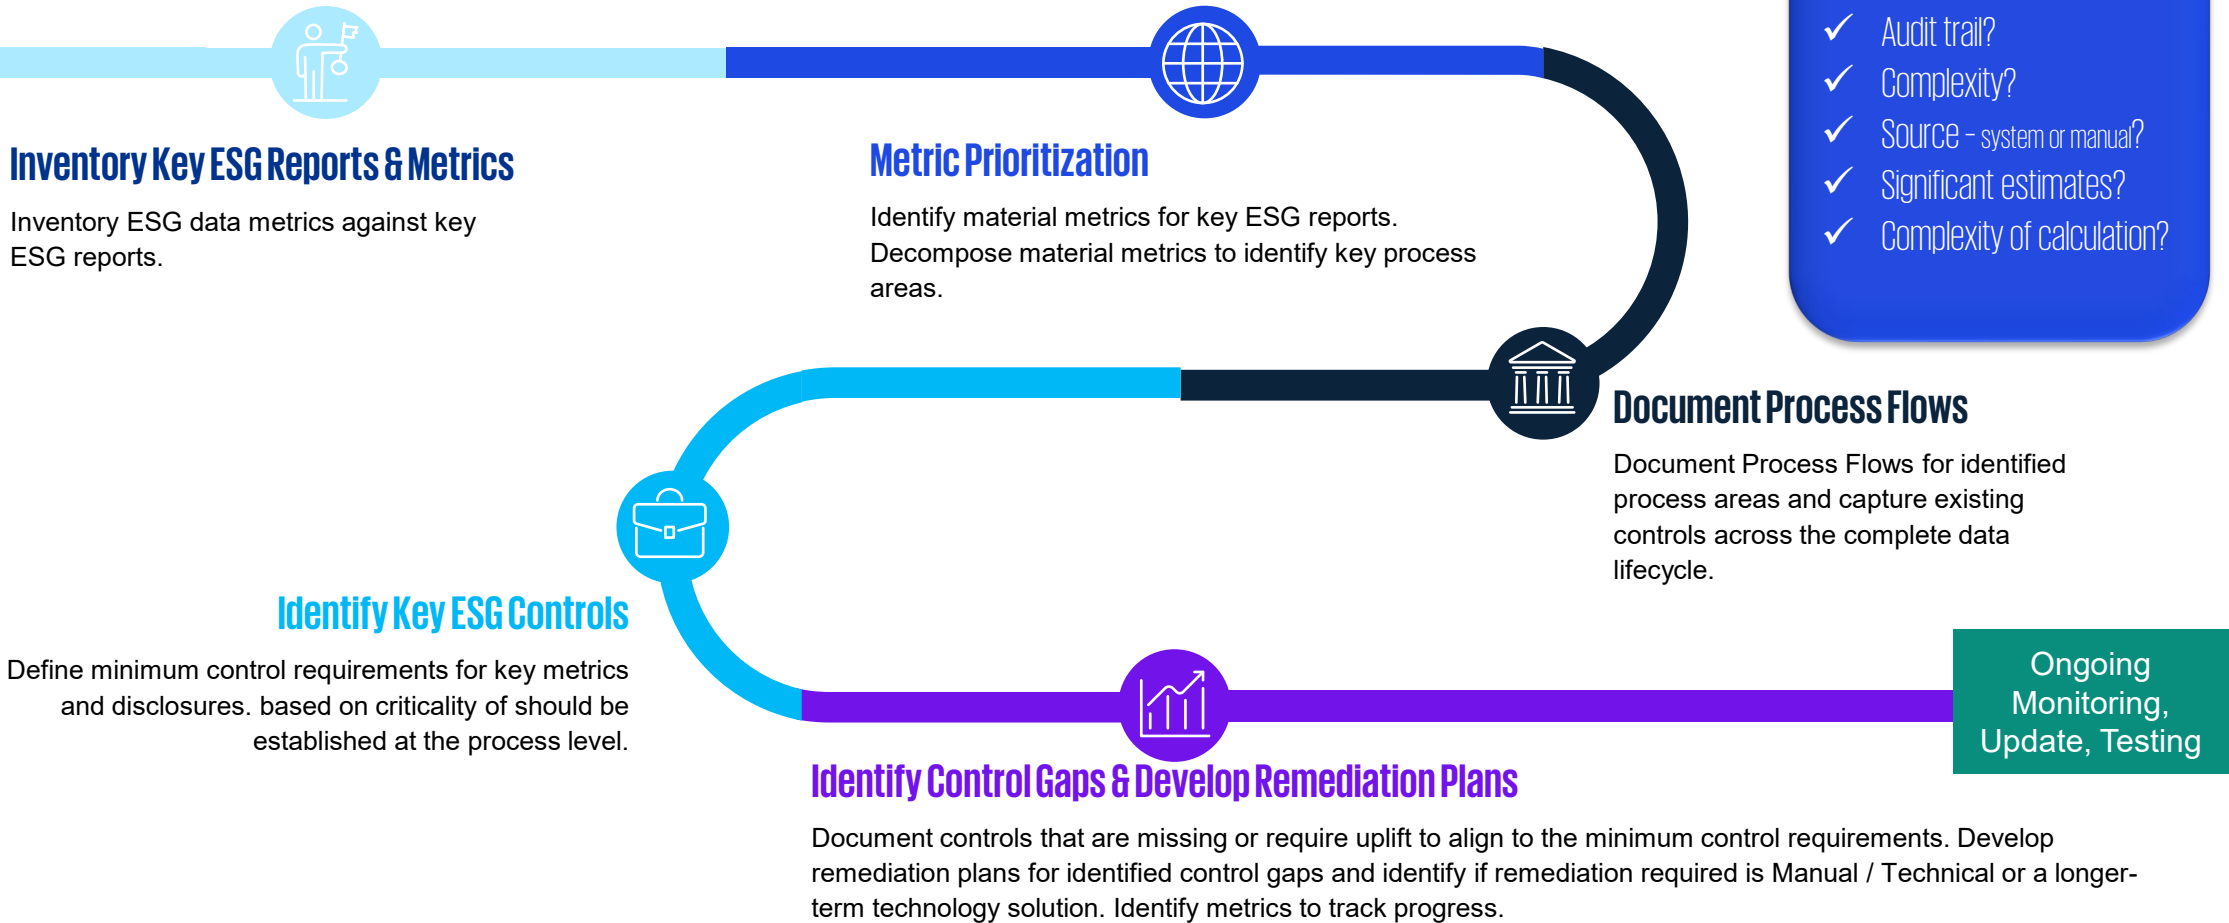 Audit trail?
Complexity?
Source - system or manual?
Significant estimates?
Complexity of calculation?
Inventory Key ESG Reports & Metrics
Inventory ESG data metrics against key
ESG reports.
Metric Prioritization
Identify material metrics for key ESG reports.
Decompose material metrics to identify key process
areas.
Document Process Flows
Document Process Flows for identified
process areas and capture existing
controls across the complete data
lifecycle.
Identify Key ESG Controls
Define minimum control requirements for key metrics
and disclosures. based on criticality of should be
established at the process level.
Identify Control Gaps & Develop Remediation Plans
Document controls that are missing or require uplift to align to the minimum control requirements. Develop
remediation plans for identified control gaps and identify if remediation required is Manual / Technical or a longer-
term technology solution. Identify metrics to track progress.
Ongoing
Monitoring,
Update, Testing